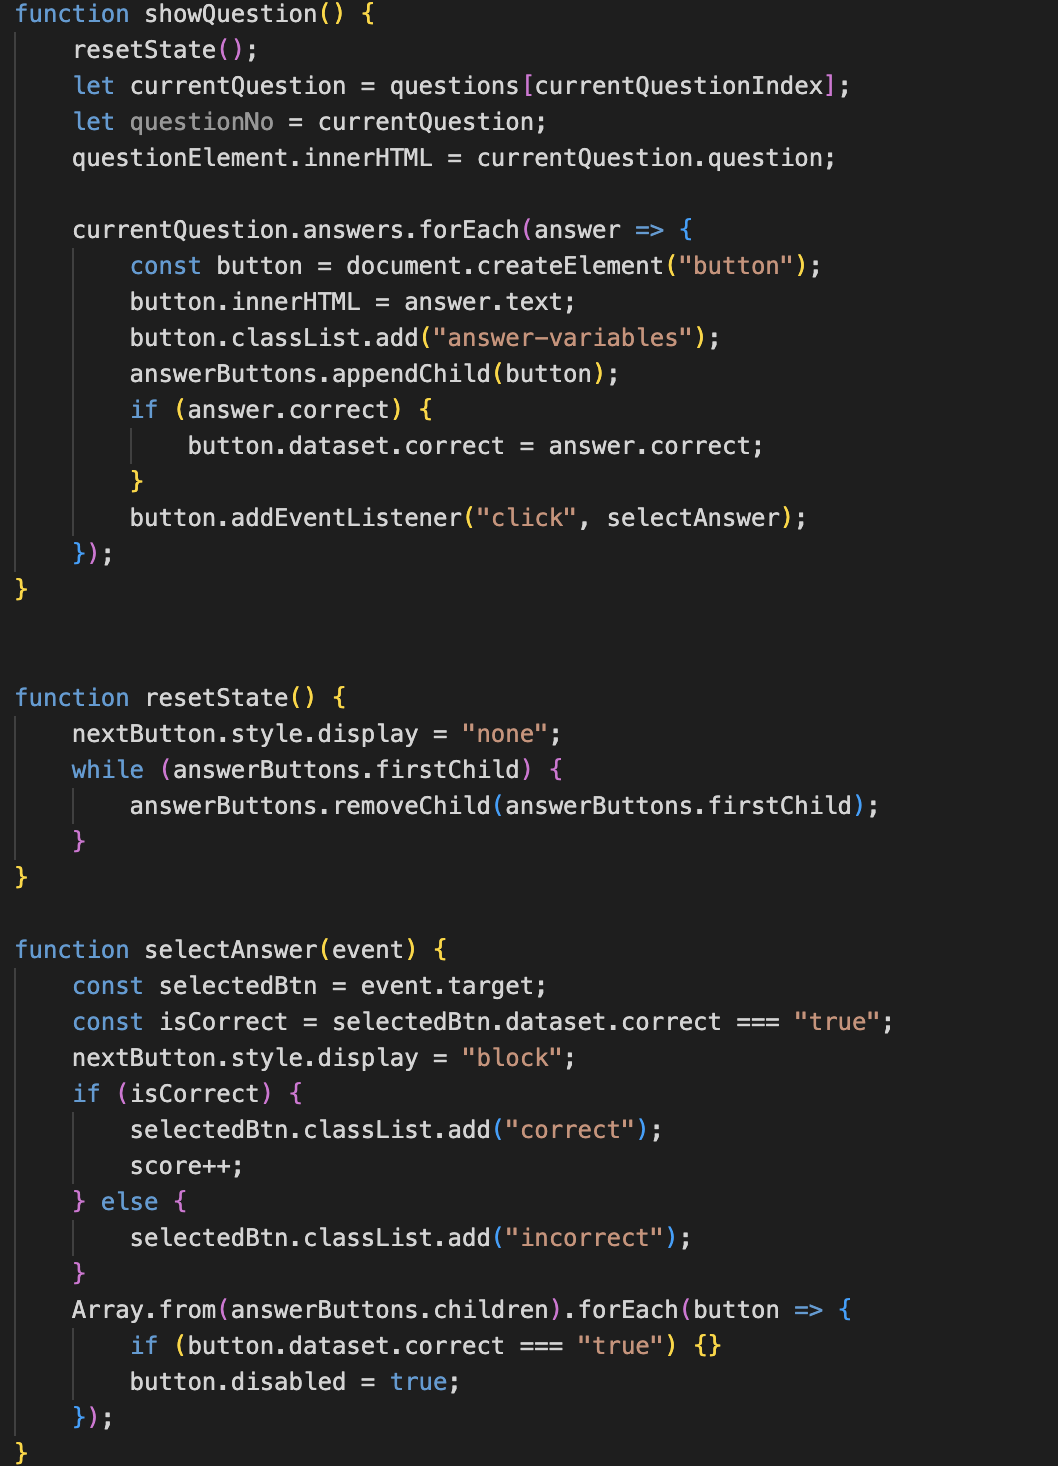 function showQuestion() {
    resetState();
    let currentQuestion = questions[currentQuestionIndex];
    let questionNo = currentQuestion;
    questionElement.innerHTML = currentQuestion.question;

    currentQuestion.answers.forEach(answer => {
        const button = document.createElement("button");
        button.innerHTML = answer.text;
        button.classList.add("answer-variables");
        answerButtons.appendChild(button);
        if (answer.correct) {
            button.dataset.correct = answer.correct;
        }
        button.addEventListener("click", selectAnswer);
    });
}


function resetState() {
    nextButton.style.display = "none";
    while (answerButtons.firstChild) {
        answerButtons.removeChild(answerButtons.firstChild);
    }
}

function selectAnswer(event) {
    const selectedBtn = event.target;
    const isCorrect = selectedBtn.dataset.correct === "true";
    nextButton.style.display = "block";
    if (isCorrect) {
        selectedBtn.classList.add("correct");
        score++;
    } else {
        selectedBtn.classList.add("incorrect");
    }
    Array.from(answerButtons.children).forEach(button => {
        if (button.dataset.correct === "true") {}
        button.disabled = true;
    });
}